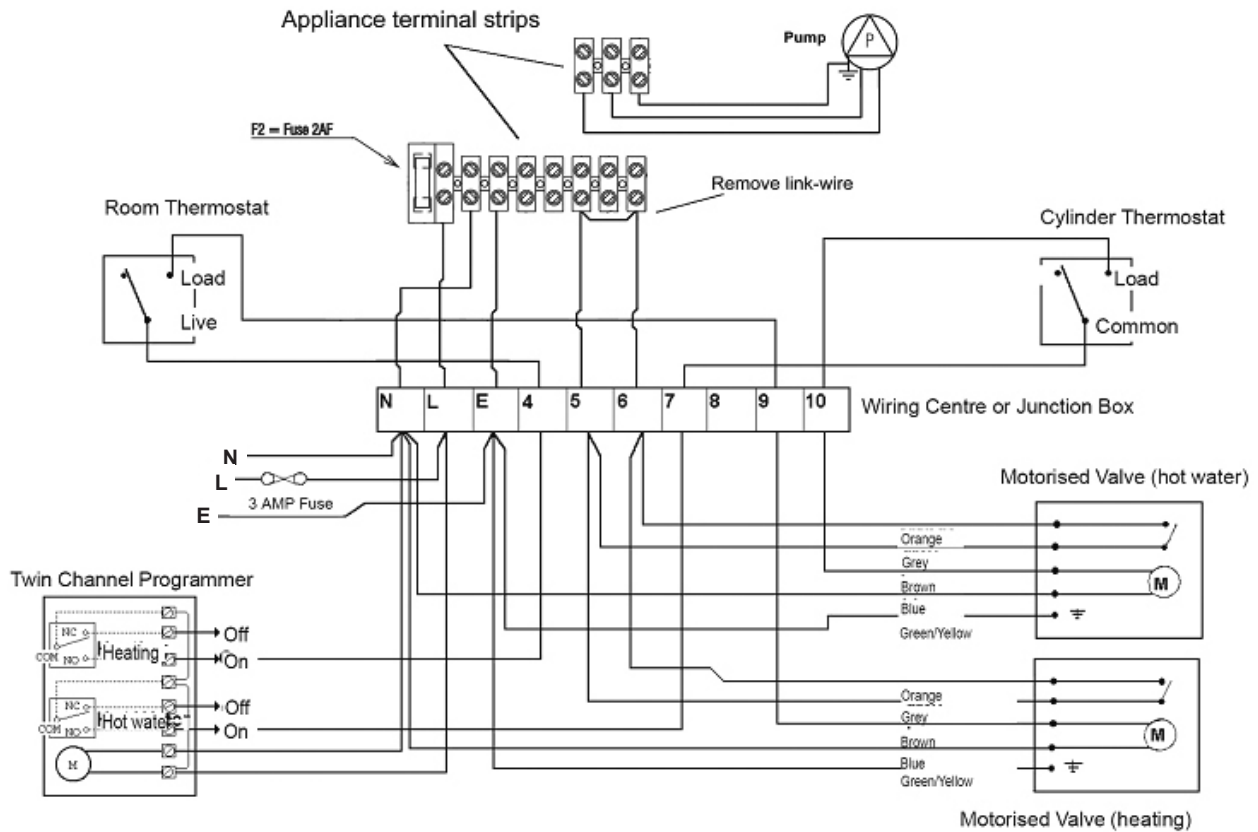 Appliance terminal strips
Pump
P
F2 = Fuse 2AF
Remove link-wire
Room Thermostat
Load
Live
Cylinder Thermostat
Load
Common
N L E 4 5 6 7 8 9 10
Wiring Centre or Junction Box
N
L
3 AMP Fuse
E
Motorised Valve (hot water)
Orange
Grey
Brown
Blue
Green/Yellow
M
Twin Channel Programmer
NC
COM
NO
Heating
Off
On
NC
COM
NO
Hot water
Off
On
M
Orange
Grey
Brown
Blue
Green/Yellow
M
Motorised Valve (heating)